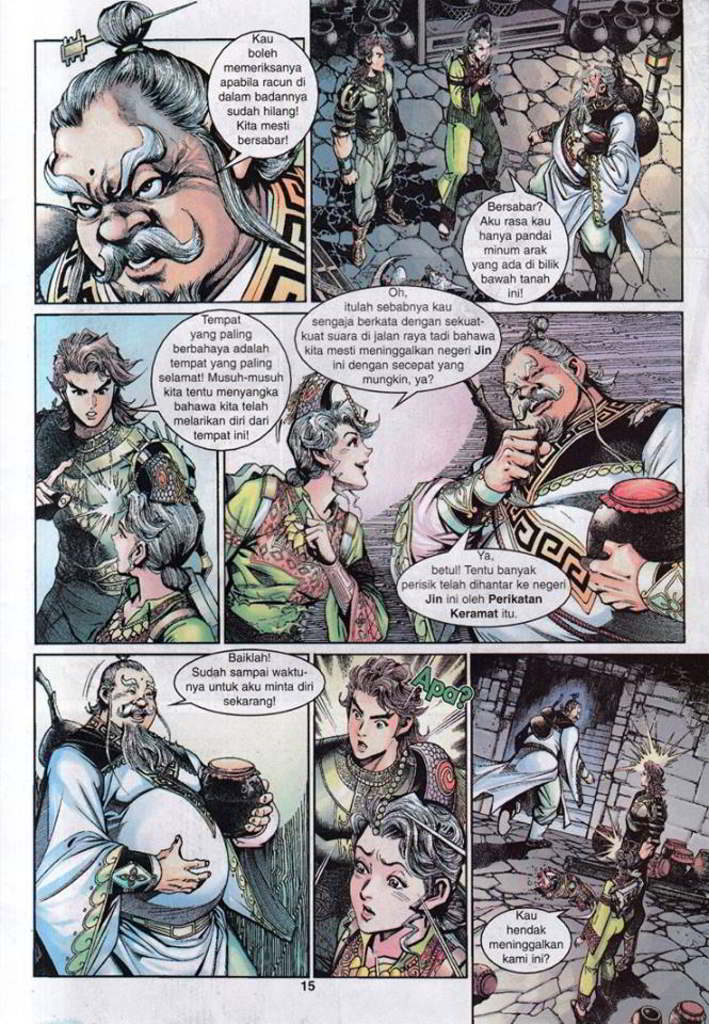 Kau
boleh
memeriksanya
apabila racun di
dalam badannya
sudah hilang!
Kita mesti
bersabar!
Bersabar?
Aku rasa kau
hanya pandai
minum arak
yang ada di bilik
bawah tanah
ini!
Tempat
yang paling
berbahaya adalah
tempat yang paling
selamat! Musuh-musuh
kita tentu menyangka
bahawa kita telah
melarikan diri dari
tempat ini!
Oh,
itulah sebabnya kau
sengaja berkata dengan sekuat-
kuat suara di jalan raya tadi bahawa
kita mesti meninggalkan negeri Jin
ini dengan secepat yang
mungkin, ya?
Ya,
betul! Tentu banyak
perisik telah dihantar ke negeri
Jin ini oleh Perikatan
Keramat itu.
Baiklah!
Sudah sampai waktu-
nya untuk aku minta diri
sekarang!
Apa?
Kau
hendak
meninggalkan
kami ini?
15